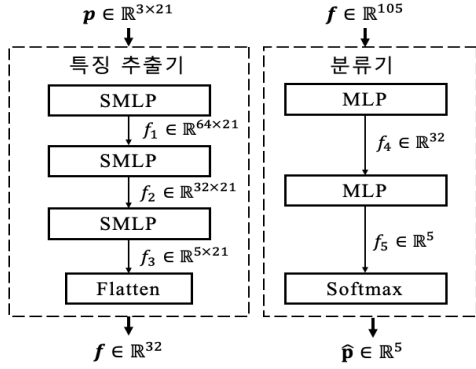 𝒑 ∈ ℝ^{3×21}
특징 추출기
SMLP
f_1 ∈ ℝ^{64×21}
SMLP
f_2 ∈ ℝ^{32×21}
SMLP
f_3 ∈ ℝ^{5×21}
Flatten
𝒇 ∈ ℝ^{32}
𝒇 ∈ ℝ^{105}
분류기
MLP
f_4 ∈ ℝ^{32}
MLP
f_5 ∈ ℝ^{5}
Softmax
p̂ ∈ ℝ^{5}